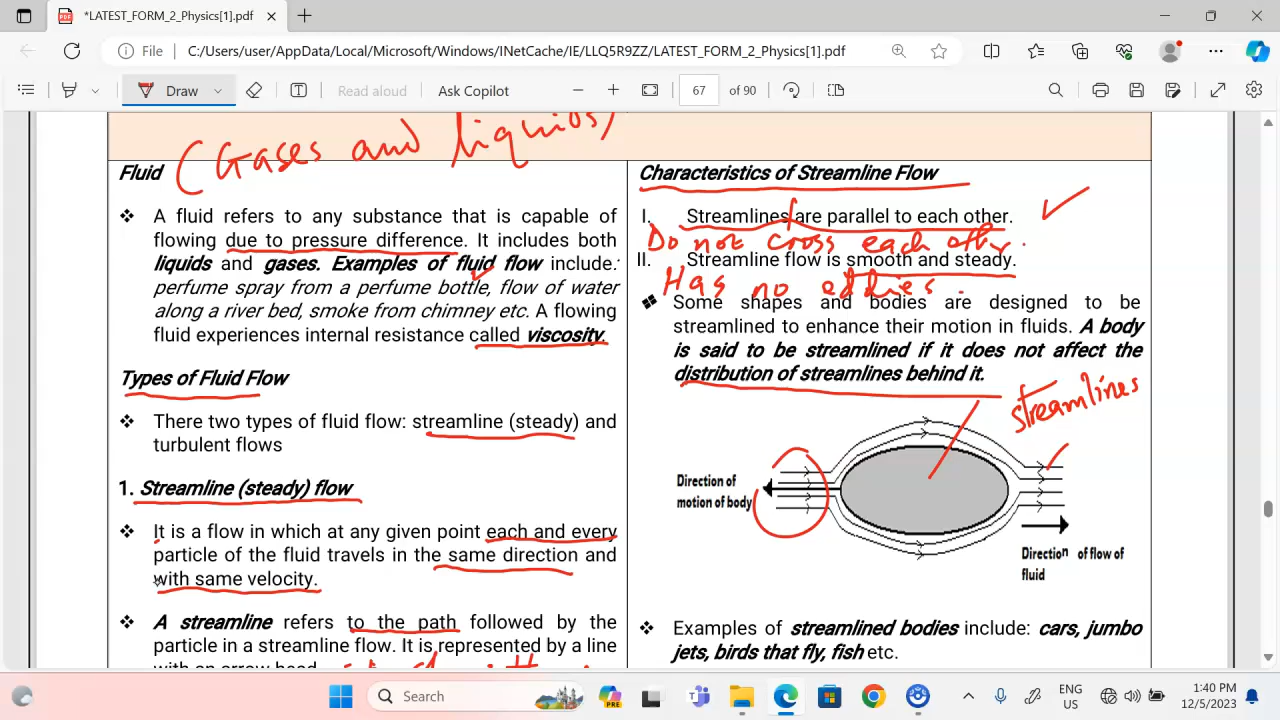 *LATEST_FORM_2_Physics[1].pdf
File C:/Users/user/AppData/Local/Microsoft/Windows/INetCache/IE/LLQ5R9ZZ/LATEST_FORM_2_Physics[1].pdf
Draw Read aloud Ask Copilot 67 of 90
(Gases and liquids)
Fluid
❖ A fluid refers to any substance that is capable of
flowing due to pressure difference. It includes both
liquids and gases. Examples of fluid flow include:
perfume spray from a perfume bottle, flow of water
along a river bed, smoke from chimney etc. A flowing
fluid experiences internal resistance called viscosity.
Types of Fluid Flow
❖ There two types of fluid flow: streamline (steady) and
turbulent flows
1. Streamline (steady) flow
❖ It is a flow in which at any given point each and every
particle of the fluid travels in the same direction and
with same velocity.
❖ A streamline refers to the path followed by the
particle in a streamline flow. It is represented by a line
with an arrow head
Characteristics of Streamline Flow
I. Streamlines are parallel to each other.
Do not cross each other.
II. Streamline flow is smooth and steady.
Has no eddies.
❖ Some shapes and bodies are designed to be
streamlined to enhance their motion in fluids. A body
is said to be streamlined if it does not affect the
distribution of streamlines behind it.
streamlines
Direction of
motion of body
Direction of flow of
fluid
❖ Examples of streamlined bodies include: cars, jumbo
jets, birds that fly, fish etc.
Search
PRE
ENG
US
1:40 PM
12/5/2023